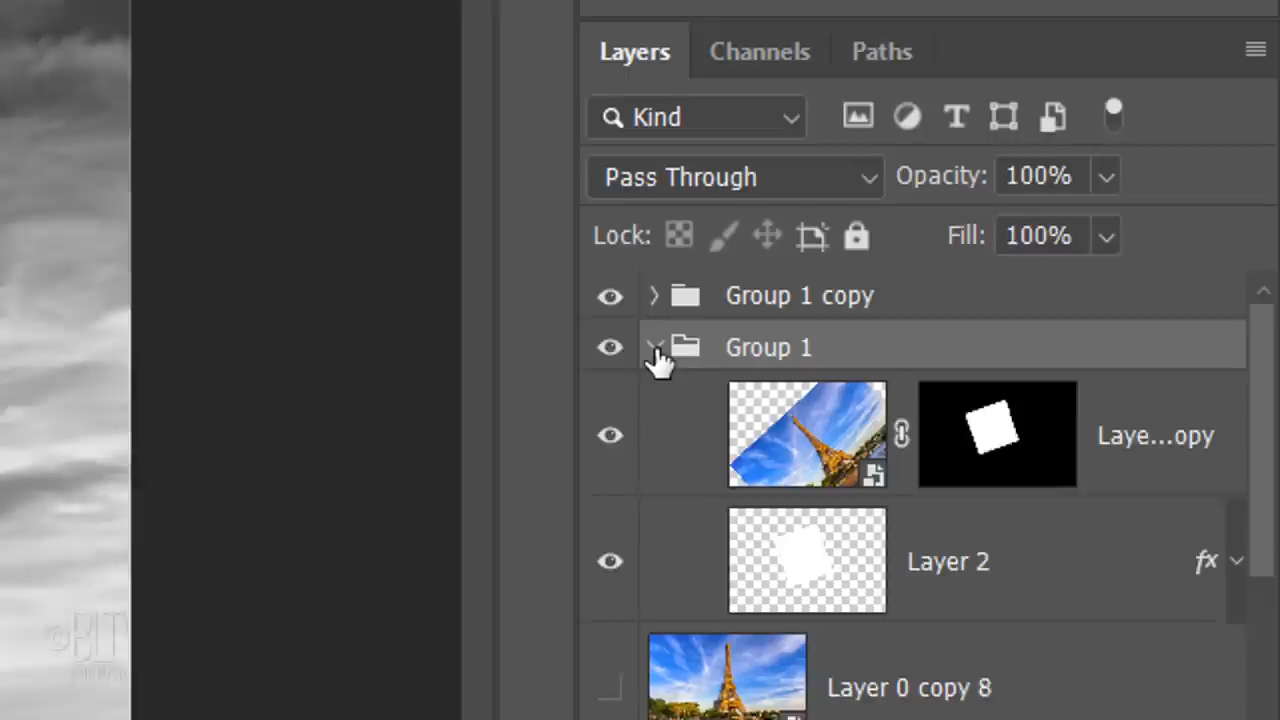 Layers Channels Paths
Kind
Pass Through Opacity: 100%
Lock: Fill: 100%
Group 1 copy
Group 1
Laye...opy
Layer 2 fx
Layer 0 copy 8